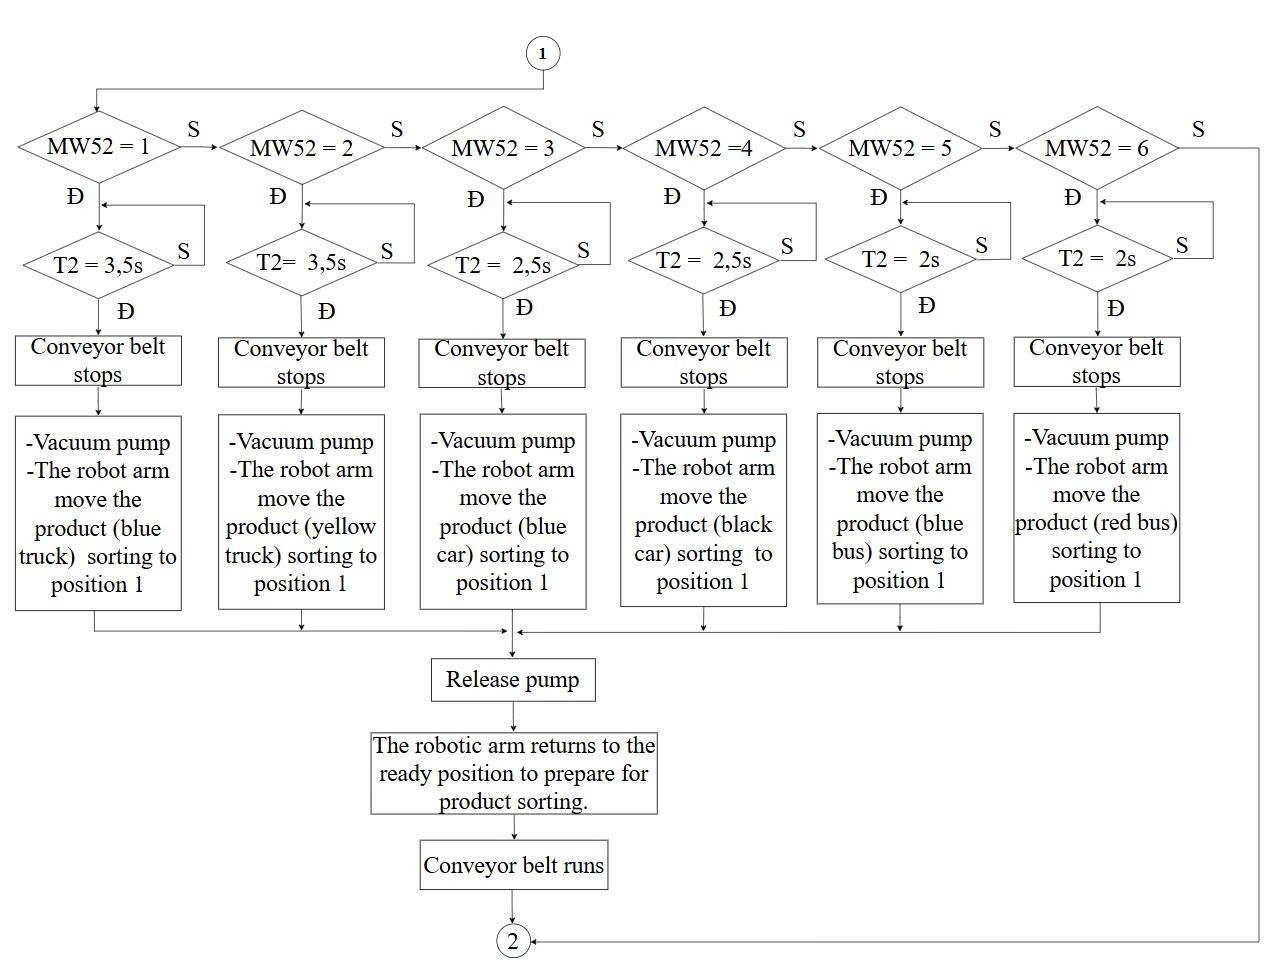 1
MW52 = 1
S
MW52 = 2
S
MW52 = 3
S
MW52 =4
S
MW52 = 5
S
MW52 = 6
S
Đ
Đ
Đ
Đ
Đ
Đ
T2 = 3,5s
S
T2= 3,5s
S
T2 = 2,5s
S
T2 = 2,5s
S
T2 = 2s
S
T2 = 2s
S
Đ
Đ
Đ
Đ
Đ
Đ
Conveyor belt
stops
Conveyor belt
stops
Conveyor belt
stops
Conveyor belt
stops
Conveyor belt
stops
Conveyor belt
stops
-Vacuum pump
-The robot arm
move the
product (blue
truck) sorting to
position 1
-Vacuum pump
-The robot arm
move the
product (yellow
truck) sorting to
position 1
-Vacuum pump
-The robot arm
move the
product (blue
car) sorting to
position 1
-Vacuum pump
-The robot arm
move the
product (black
car) sorting to
position 1
-Vacuum pump
-The robot arm
move the
product (blue
bus) sorting to
position 1
-Vacuum pump
-The robot arm
move the
product (red bus)
sorting to
position 1
Release pump
The robotic arm returns to the
ready position to prepare for
product sorting.
Conveyor belt runs
2